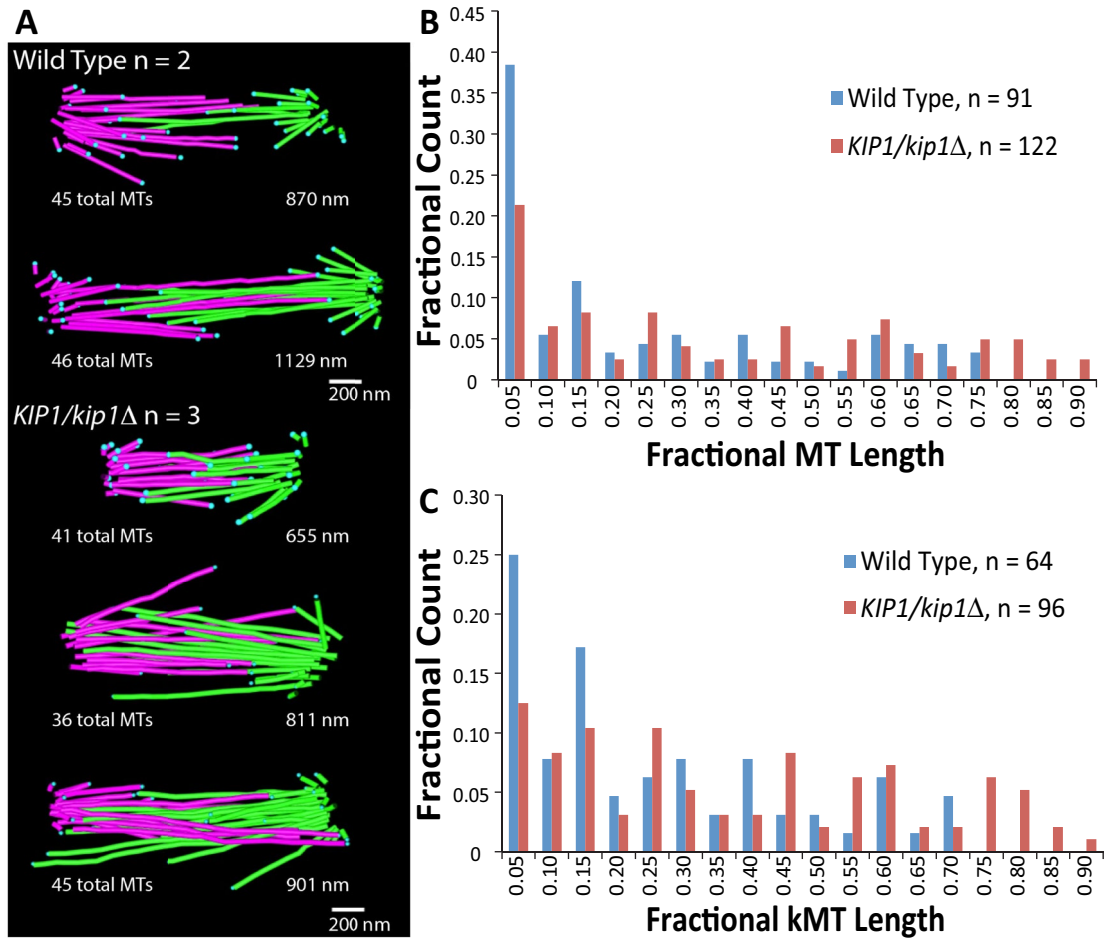 A
Wild Type n = 2
45 total MTs 870 nm
46 total MTs 1129 nm
200 nm
KIP1/kip1Δ n = 3
41 total MTs 655 nm
36 total MTs 811 nm
45 total MTs 901 nm
200 nm
B
Fractional Count
0.45
0.40
0.35
0.30
0.25
0.20
0.15
0.10
0.05
0
Wild Type, n = 91
KIP1/kip1Δ, n = 122
0.05 0.10 0.15 0.20 0.25 0.30 0.35 0.40 0.45 0.50 0.55 0.60 0.65 0.70 0.75 0.80 0.85 0.90
Fractional MT Length
C
Fractional Count
0.30
0.25
0.20
0.15
0.10
0.05
0
Wild Type, n = 64
KIP1/kip1Δ, n = 96
0.05 0.10 0.15 0.20 0.25 0.30 0.35 0.40 0.45 0.50 0.55 0.60 0.65 0.70 0.75 0.80 0.85 0.90
Fractional kMT Length